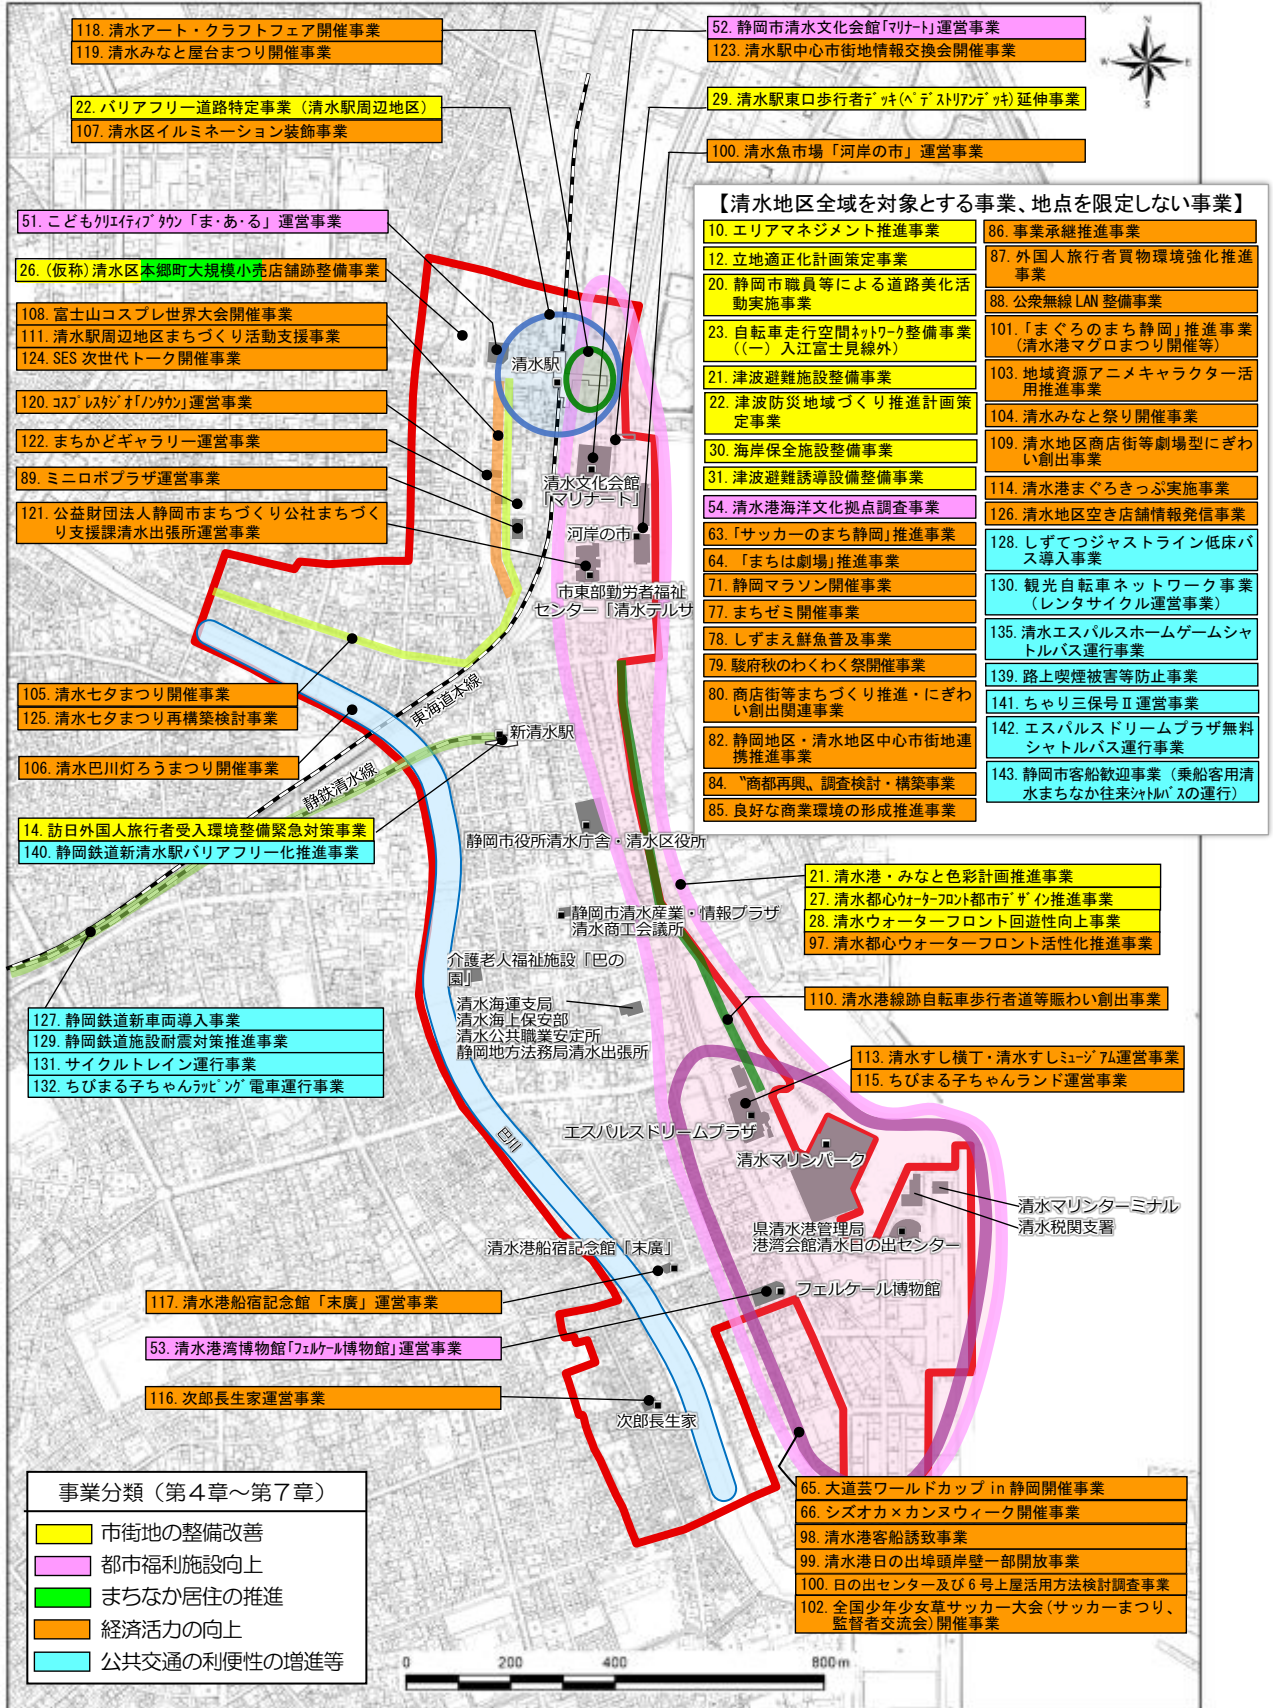 118. 清水アート・クラフトフェア開催事業
119. 清水みなと屋台まつり開催事業
22. バリアフリー道路特定事業（清水駅周辺地区）
107. 清水区イルミネーション装飾事業
52. 静岡市清水文化会館「マリナート」運営事業
123. 清水駅中心市街地情報交換会開催事業
29. 清水駅東口歩行者デッキ（ペデストリアンデッキ）延伸事業
100. 清水魚市場「河岸の市」運営事業
N
W
E
S
51. こどもクリエイティブタウン「ま・あ・る」運営事業
26. (仮称)清水区本郷町大規模小売店舗跡整備事業
108. 富士山コスプレ世界大会開催事業
111. 清水駅周辺地区まちづくり活動支援事業
124. SES 次世代トーク開催事業
120. コスプレスタジオ「ノンタウン」運営事業
122. まちかどギャラリー運営事業
89. ミニロボプラザ運営事業
121. 公益財団法人静岡市まちづくり公社まちづく
り支援課清水出張所運営事業
105. 清水七夕まつり開催事業
125. 清水七夕まつり再構築検討事業
106. 清水巴川灯ろうまつり開催事業
14. 訪日外国人旅行者受入環境整備緊急対策事業
140. 静岡鉄道新清水駅バリアフリー化推進事業
127. 静岡鉄道新車両導入事業
129. 静岡鉄道施設耐震対策推進事業
131. サイクルトレイン運行事業
132. ちびまる子ちゃんラッピング電車運行事業
【清水地区全域を対象とする事業、地点を限定しない事業】
10. エリアマネジメント推進事業
12. 立地適正化計画策定事業
20. 静岡市職員等による道路美化活
動実施事業
23. 自転車走行空間ネットワーク整備事業
（(一) 入江富士見線外）
21. 津波避難施設整備事業
22. 津波防災地域づくり推進計画策
定事業
30. 海岸保全施設整備事業
31. 津波避難誘導設備整備事業
54. 清水港海洋文化拠点調査事業
63.「サッカーのまち静岡」推進事業
64. 「まちは劇場」推進事業
71. 静岡マラソン開催事業
77. まちゼミ開催事業
78. しずまえ鮮魚普及事業
79. 駿府秋のわくわく祭開催事業
80. 商店街等まちづくり推進・にぎわ
い創出関連事業
82. 静岡地区・清水地区中心市街地連
携推進事業
84. 〝商都再興〟調査検討・構築事業
85. 良好な商業環境の形成推進事業
86. 事業承継推進事業
87. 外国人旅行者買物環境強化推進
事業
88. 公衆無線 LAN 整備事業
101.「まぐろのまち静岡」推進事業
（清水港マグロまつり開催等）
103. 地域資源アニメキャラクター活
用推進事業
104. 清水みなと祭り開催事業
109. 清水地区商店街等劇場型にぎわ
い創出事業
114. 清水港まぐろきっぷ実施事業
126. 清水地区空き店舗情報発信事業
128. しずてつジャストライン低床バ
ス導入事業
130. 観光自転車ネットワーク事業
（レンタサイクル運営事業）
135. 清水エスパルスホームゲームシャ
トルバス運行事業
139. 路上喫煙被害等防止事業
141. ちゃり三保号Ⅱ運営事業
142. エスパルスドリームプラザ無料
シャトルバス運行事業
143. 静岡市客船歓迎事業（乗船客用清
水まちなか往来シャトルバスの運行）
清水駅
清水文化会館
「マリナート」
河岸の市
市東部勤労者福祉
センター「清水テルサ
東海道本線
新清水駅
静鉄清水線
静岡市役所清水庁舎・清水区役所
静岡市清水産業・情報プラザ
清水商工会議所
介護老人福祉施設「巴の
園」
清水海運支局
清水海上保安部
清水公共職業安定所
静岡地方法務局清水出張所
21. 清水港・みなと色彩計画推進事業
27. 清水都心ウォーターフロント都市デザイン推進事業
28. 清水ウォーターフロント回遊性向上事業
97. 清水都心ウォーターフロント活性化推進事業
110. 清水港線跡自転車歩行者道等賑わい創出事業
113. 清水すし横丁・清水すしミュージアム運営事業
115. ちびまる子ちゃんランド運営事業
巴川
エスパルスドリームプラザ
清水マリンパーク
清水マリンターミナル
清水税関支署
県清水港管理局
港湾会館清水日の出センター
清水港船宿記念館「末廣」
フェルケール博物館
次郎長生家
117. 清水港船宿記念館「末廣」運営事業
53. 清水港湾博物館「フェルケール博物館」運営事業
116. 次郎長生家運営事業
65. 大道芸ワールドカップ in 静岡開催事業
66. シズオカ×カンヌウィーク開催事業
98. 清水港客船誘致事業
99. 清水港日の出埠頭岸壁一部開放事業
100. 日の出センター及び 6 号上屋活用方法検討調査事業
102. 全国少年少女草サッカー大会（サッカーまつり、
監督者交流会）開催事業
事業分類（第４章～第７章）
市街地の整備改善
都市福利施設向上
まちなか居住の推進
経済活力の向上
公共交通の利便性の増進等
0 200 400 800m